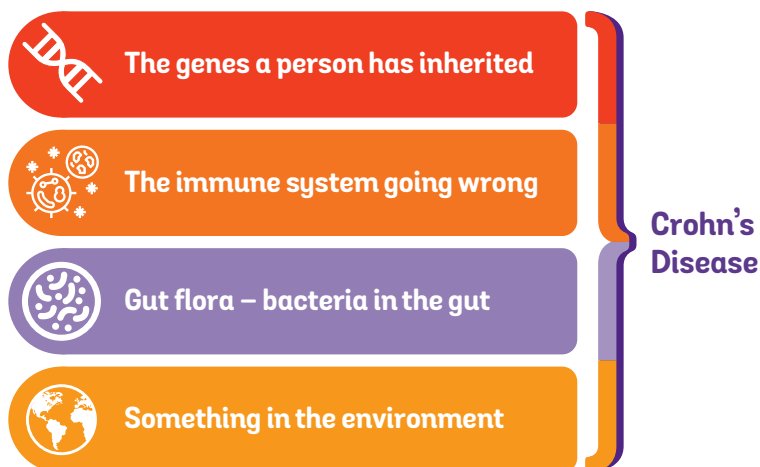 The genes a person has inherited
The immune system going wrong
Gut flora – bacteria in the gut
Something in the environment
Crohn’s
Disease